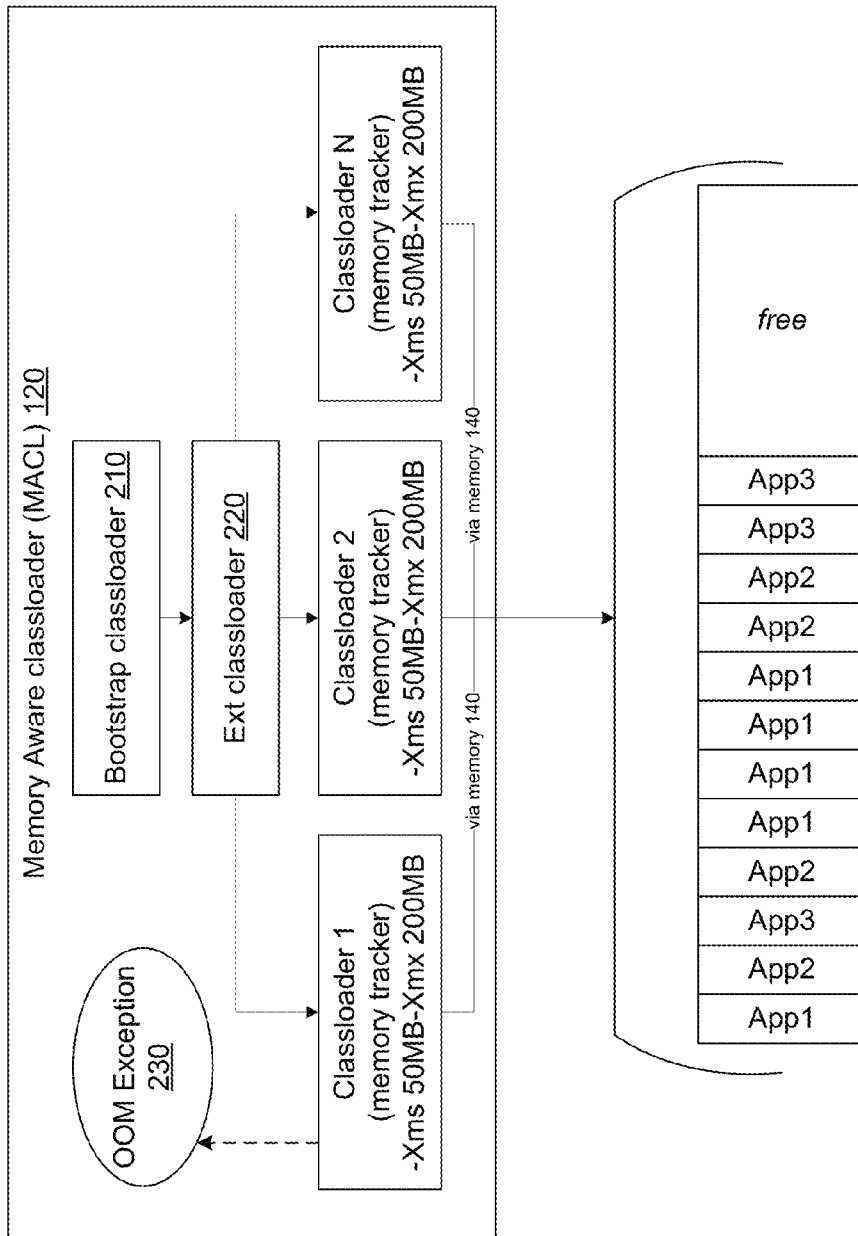 Memory Aware classloader (MACL) 120
OOM Exception
230
Bootstrap classloader 210
Ext classloader 220
Classloader 1
(memory tracker)
-Xms 50MB-Xmx 200MB
Classloader 2
(memory tracker)
-Xms 50MB-Xmx 200MB
Classloader N
(memory tracker)
-Xms 50MB-Xmx 200MB
via memory 140
via memory 140
App1
App2
App3
App2
App1
App1
App1
App1
App2
App2
App3
App3
free